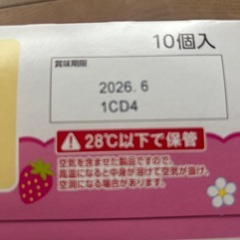 10個入
賞味期限
2026.6
1CD4
28℃以下で保管
空気を含ませた製品ですので、
高温になると中身が溶けて空気が抜け、
空洞になる場合があります。